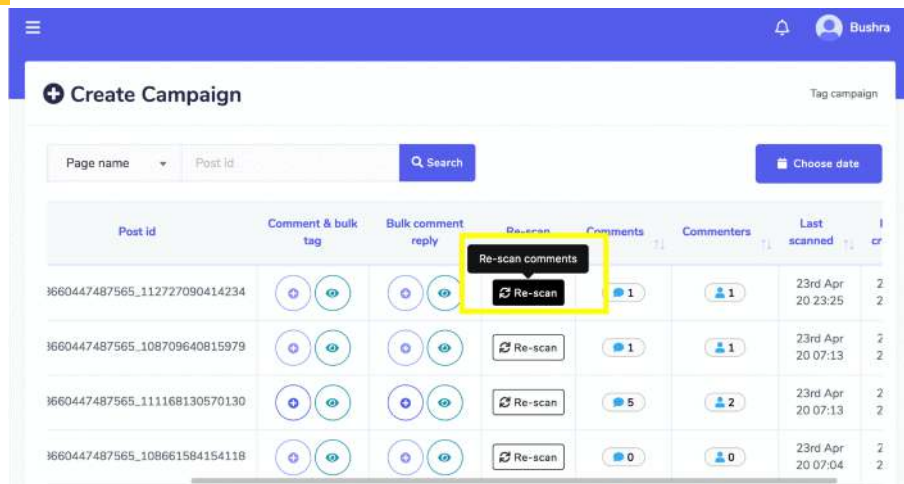 Bushra
Create Campaign
Tag campaign
Page name
Post id
Search
Choose date
Post id
Comment & bulk tag
Bulk comment reply
Re-scan
Comments
Commenters
Last scanned
Re-scan comments
3660447487565_112727090414234
Re-scan
1
1
23rd Apr
20 23:25
3660447487565_108709640815979
Re-scan
1
1
23rd Apr
20 07:13
3660447487565_111168130570130
Re-scan
5
2
23rd Apr
20 07:13
3660447487565_108661584154118
Re-scan
0
0
23rd Apr
20 07:04